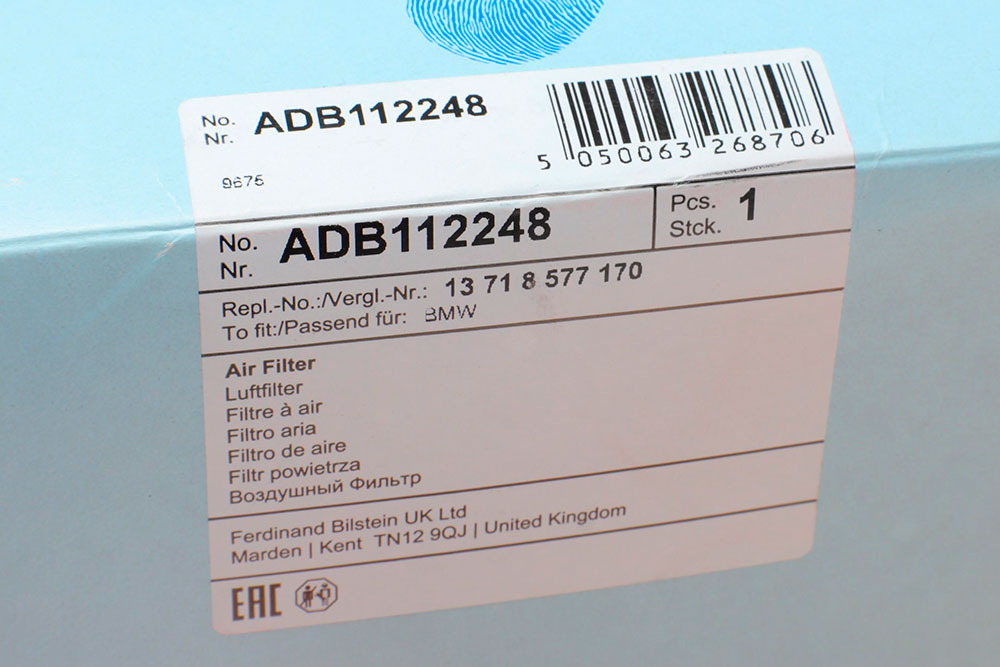 No. ADB112248
Nr.
5 050063 268706
9675
No. ADB112248
Nr.
Pcs. 1
Stck.
Repl.-No.:/Vergl.-Nr.: 13 71 8 577 170
To fit:/Passend für: BMW
Air Filter
Luftfilter
Filtre à air
Filtro aria
Filtro de aire
Filtr powietrza
Воздушный Фильтр
Ferdinand Bilstein UK Ltd
Marden | Kent TN12 9QJ | United Kingdom
EAC